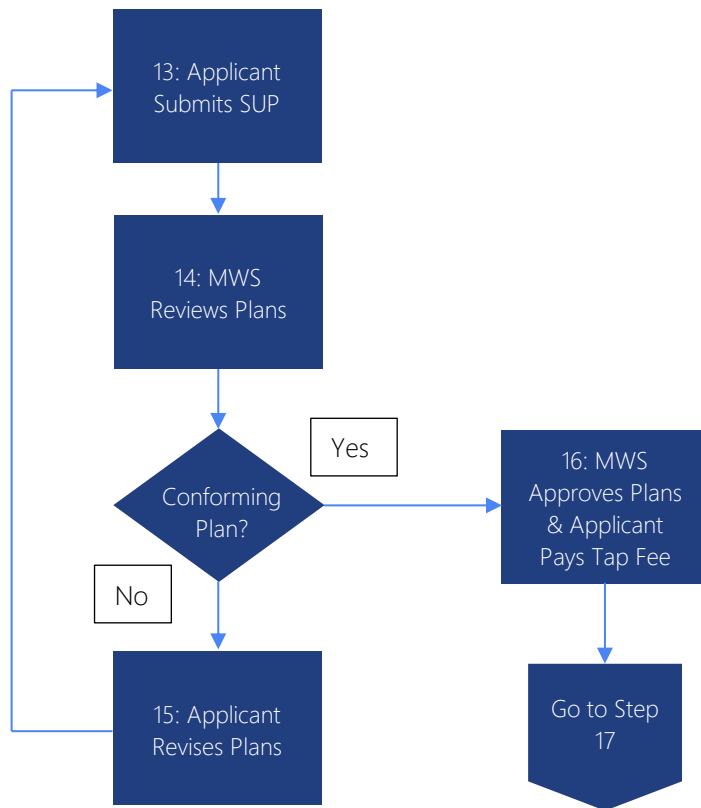 13: Applicant
Submits SUP
14: MWS
Reviews Plans
Conforming
Plan?
Yes
16: MWS
Approves Plans
& Applicant
Pays Tap Fee
No
15: Applicant
Revises Plans
Go to Step
17